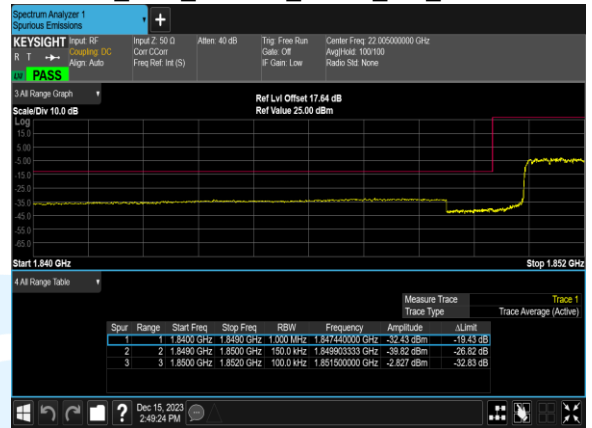 Spectrum Analyzer 1
Spurious Emissions
+
KEYSIGHT Input: RF Input Z: 50 Ω Atten: 40 dB Trig: Free Run Center Freq: 22.005000000 GHz
R T Coupling: DC Corr CCorr Gate: Off Avg|Hold: 100/100
Align: Auto Freq Ref: Int (S) IF Gain: Low Radio Std: None
PASS
3 All Range Graph
Ref Lvl Offset 17.64 dB
Scale/Div 10.0 dB Ref Value 25.00 dBm
Log
15.0
5.00
-5.00
-15.0
-25.0
-35.0
-45.0
-55.0
-65.0
Start 1.840 GHz Stop 1.852 GHz
4 All Range Table
Measure Trace Trace 1
Trace Type Trace Average (Active)
Spur Range Start Freq Stop Freq RBW Frequency Amplitude ΔLimit
1 1 1.8400 GHz 1.8490 GHz 1.000 MHz 1.847440000 GHz -32.43 dBm -19.43 dB
2 2 1.8490 GHz 1.8500 GHz 150.0 kHz 1.849903333 GHz -39.82 dBm -26.82 dB
3 3 1.8500 GHz 1.8520 GHz 100.0 kHz 1.851500000 GHz -2.827 dBm -32.83 dB
? Dec 15, 2023
2:49:24 PM